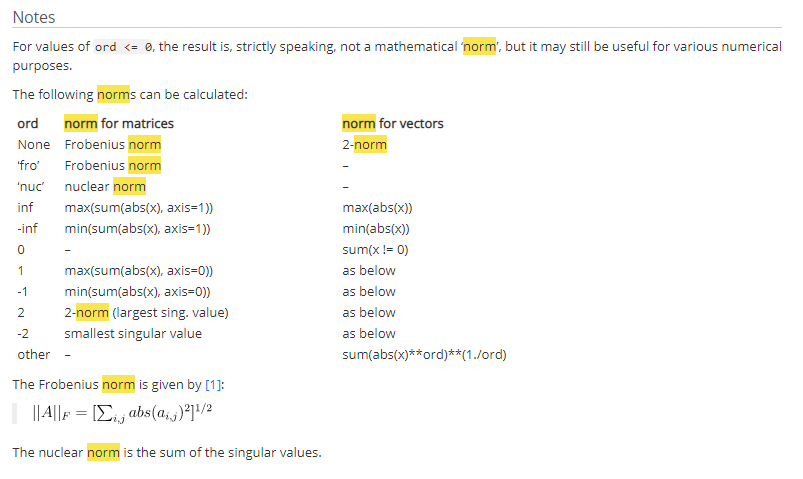 Notes
For values of ord <= 0, the result is, strictly speaking, not a mathematical ‘norm’, but it may still be useful for various numerical
purposes.
The following norms can be calculated:
ord norm for matrices norm for vectors
None Frobenius norm 2-norm
‘fro’ Frobenius norm –
‘nuc’ nuclear norm –
inf max(sum(abs(x), axis=1)) max(abs(x))
-inf min(sum(abs(x), axis=1)) min(abs(x))
0 – sum(x != 0)
1 max(sum(abs(x), axis=0)) as below
-1 min(sum(abs(x), axis=0)) as below
2 2-norm (largest sing. value) as below
-2 smallest singular value as below
other – sum(abs(x)**ord)**(1./ord)
The Frobenius norm is given by [1]:
||A||_F = [∑_{i,j} abs(a_{i,j})^2]^{1/2}
The nuclear norm is the sum of the singular values.